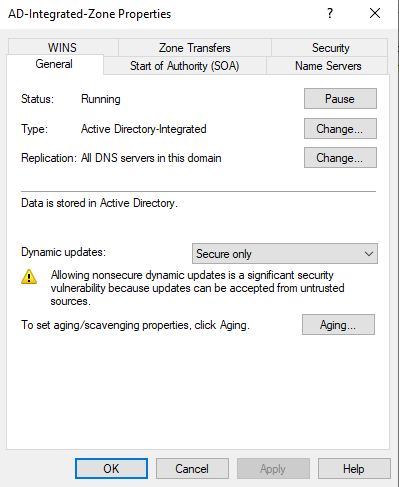 AD-Integrated-Zone Properties
WINS Zone Transfers Security
General Start of Authority (SOA) Name Servers
Status: Running Pause
Type: Active Directory-Integrated Change...
Replication: All DNS servers in this domain Change...
Data is stored in Active Directory.
Dynamic updates: Secure only
Allowing nonsecure dynamic updates is a significant security
vulnerability because updates can be accepted from untrusted
sources.
To set aging/scavenging properties, click Aging. Aging...
OK Cancel Apply Help